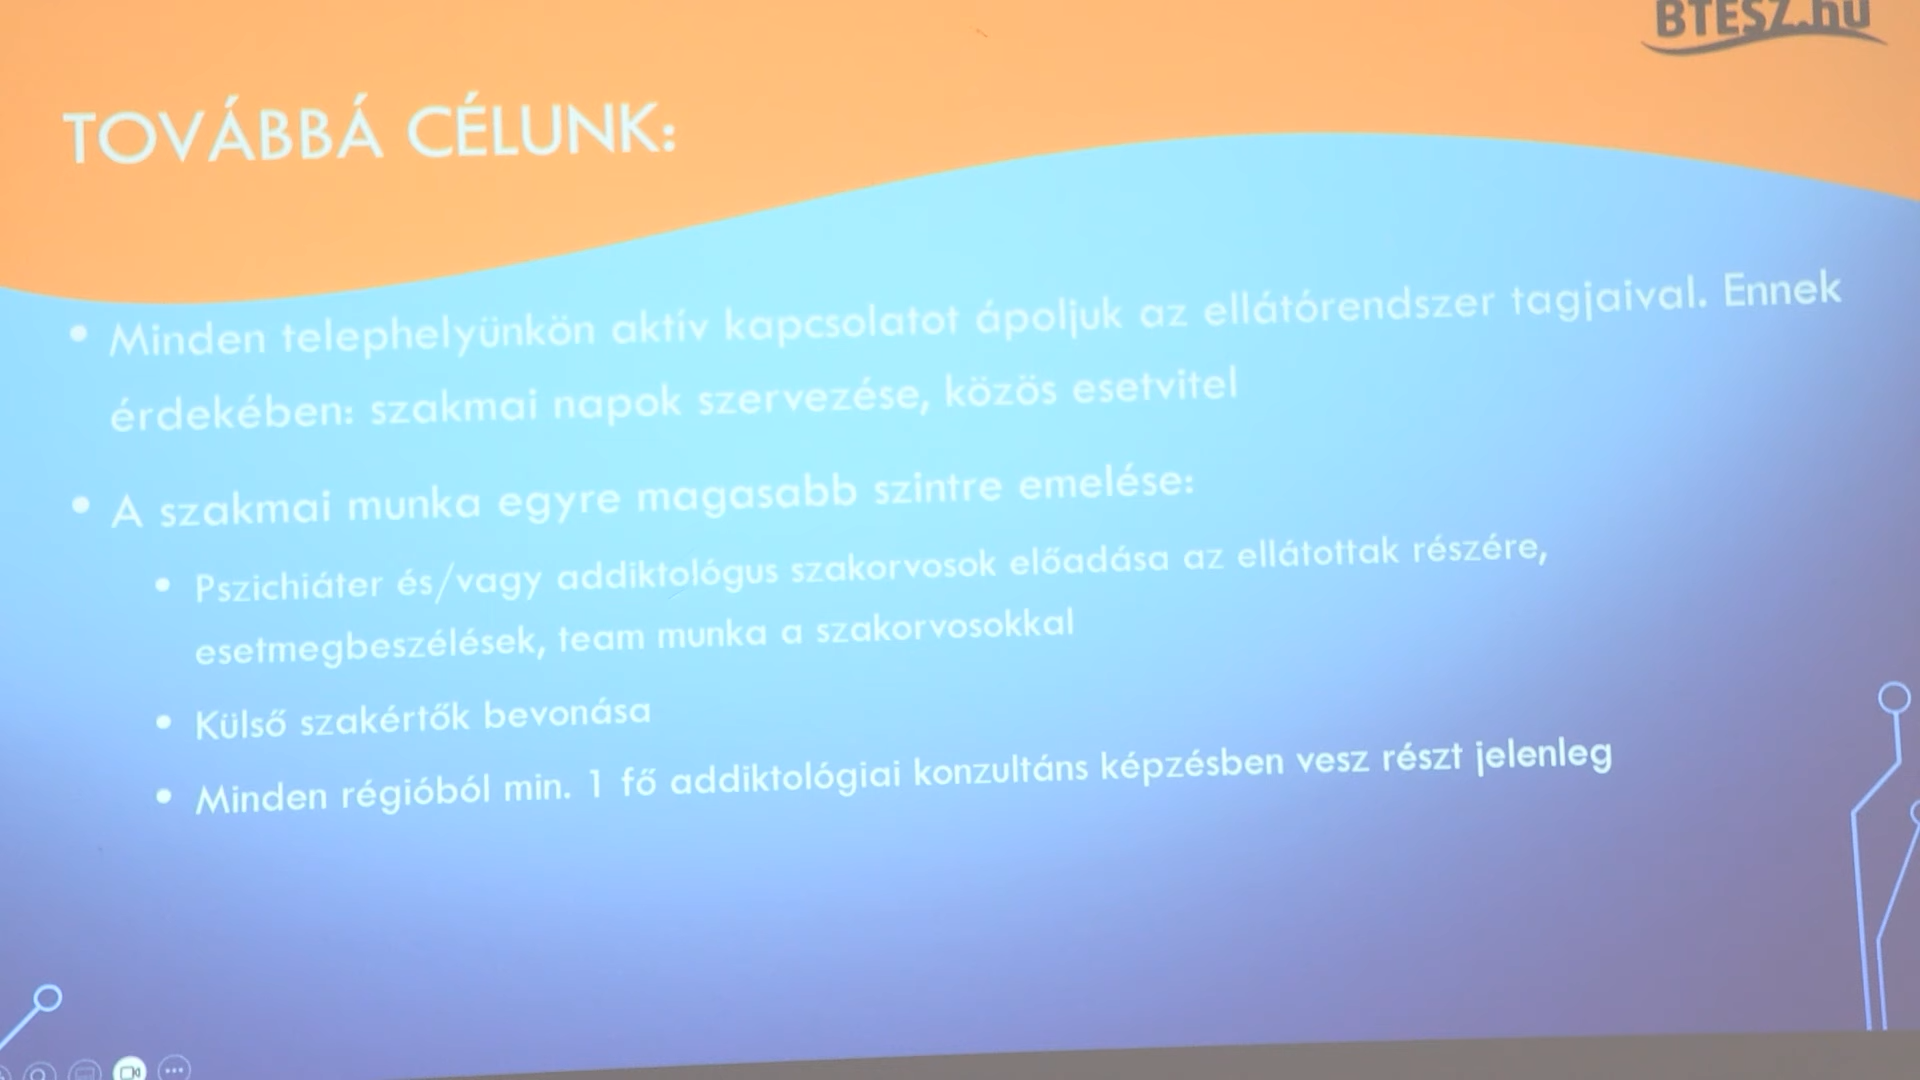 BTESZ.hu
TOVÁBBÁ CÉLUNK:
• Minden telephelyünkön aktív kapcsolatot ápoljuk az ellátórendszer tagjaival. Ennek
érdekében: szakmai napok szervezése, közös esetvitel
• A szakmai munka egyre magasabb szintre emelése:
• Pszichiáter és/vagy addiktológus szakorvosok előadása az ellátottak részére,
esetmegbeszélések, team munka a szakorvosokkal
• Külső szakértők bevonása
• Minden régióból min. 1 fő addiktológiai konzultáns képzésben vesz részt jelenleg